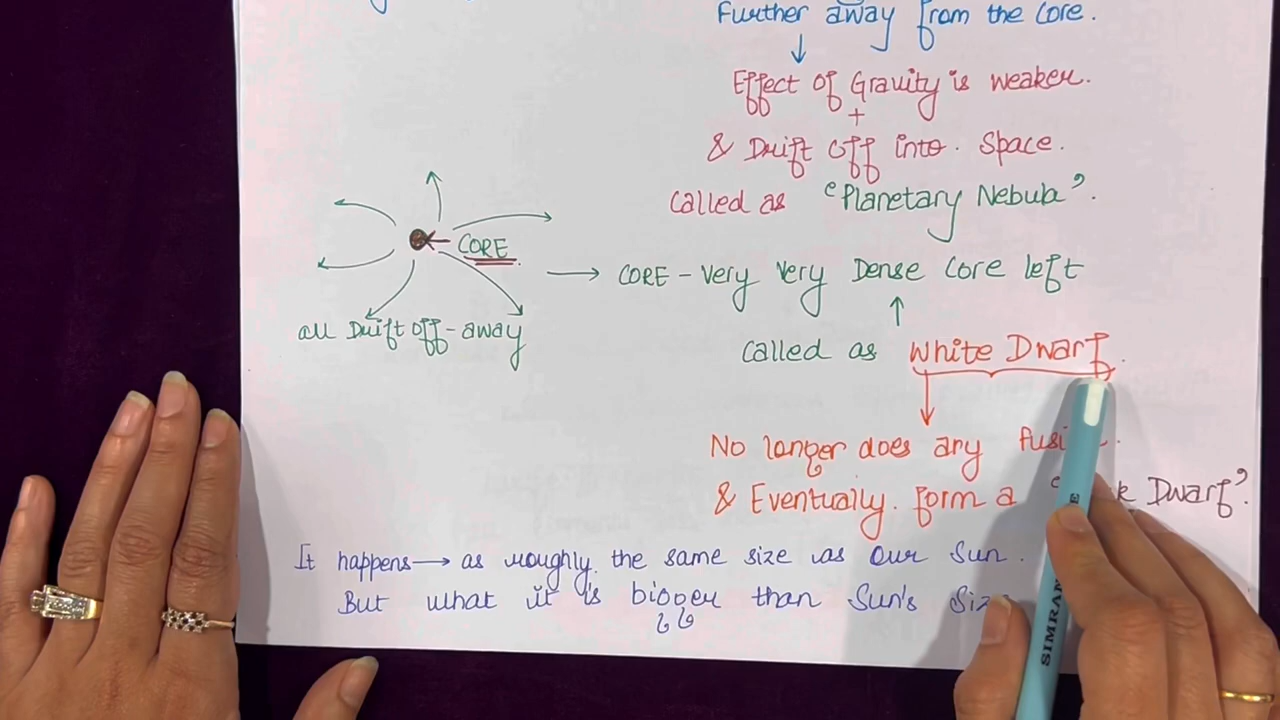 Further away from the Core.
Effect of Gravity is weaker.
+
& Drift off into Space.
Called as "Planetary Nebula".
CORE
CORE - Very Very Dense Core left
all Drift off-away
Called as White Dwarf.
No longer does any
& Eventually form a Dwarf".
It happens → as roughly the same size as Our Sun.
But what it is bigger than Sun's
SIMRAN